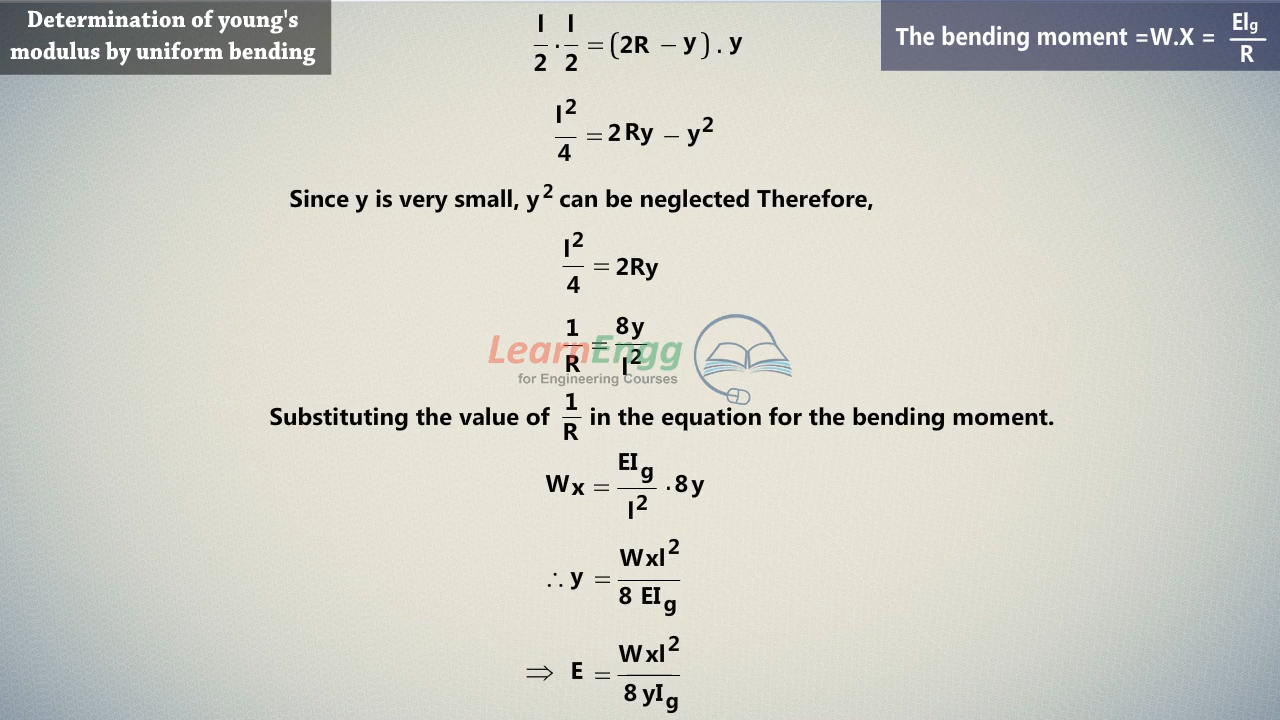 Determination of young's
modulus by uniform bending
The bending moment =W.X = EIg/R
l/2 · l/2 = (2R − y) . y
l²/4 = 2Ry − y²
Since y is very small, y² can be neglected Therefore,
l²/4 = 2Ry
1/R = 8y/l²
LearnEngg
for Engineering Courses
Substituting the value of 1/R in the equation for the bending moment.
Wx = EIg/l² · 8y
∴ y = Wxl²/8 EIg
⇒ E = Wxl²/8 yIg